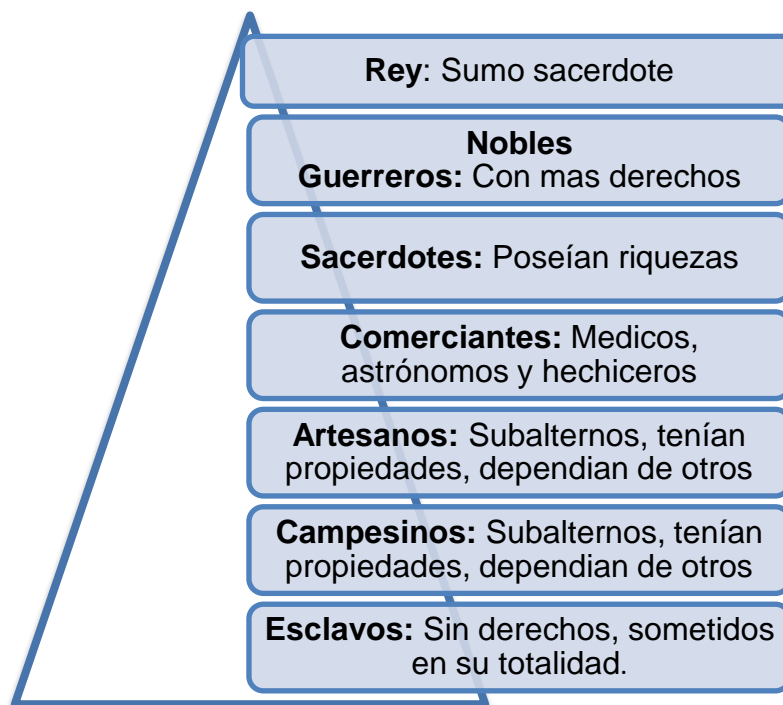 Rey: Sumo sacerdote
Nobles
Guerreros: Con mas derechos
Sacerdotes: Poseían riquezas
Comerciantes: Medicos,
astrónomos y hechiceros
Artesanos: Subalternos, tenían
propiedades, dependian de otros
Campesinos: Subalternos, tenían
propiedades, dependian de otros
Esclavos: Sin derechos, sometidos
en su totalidad.